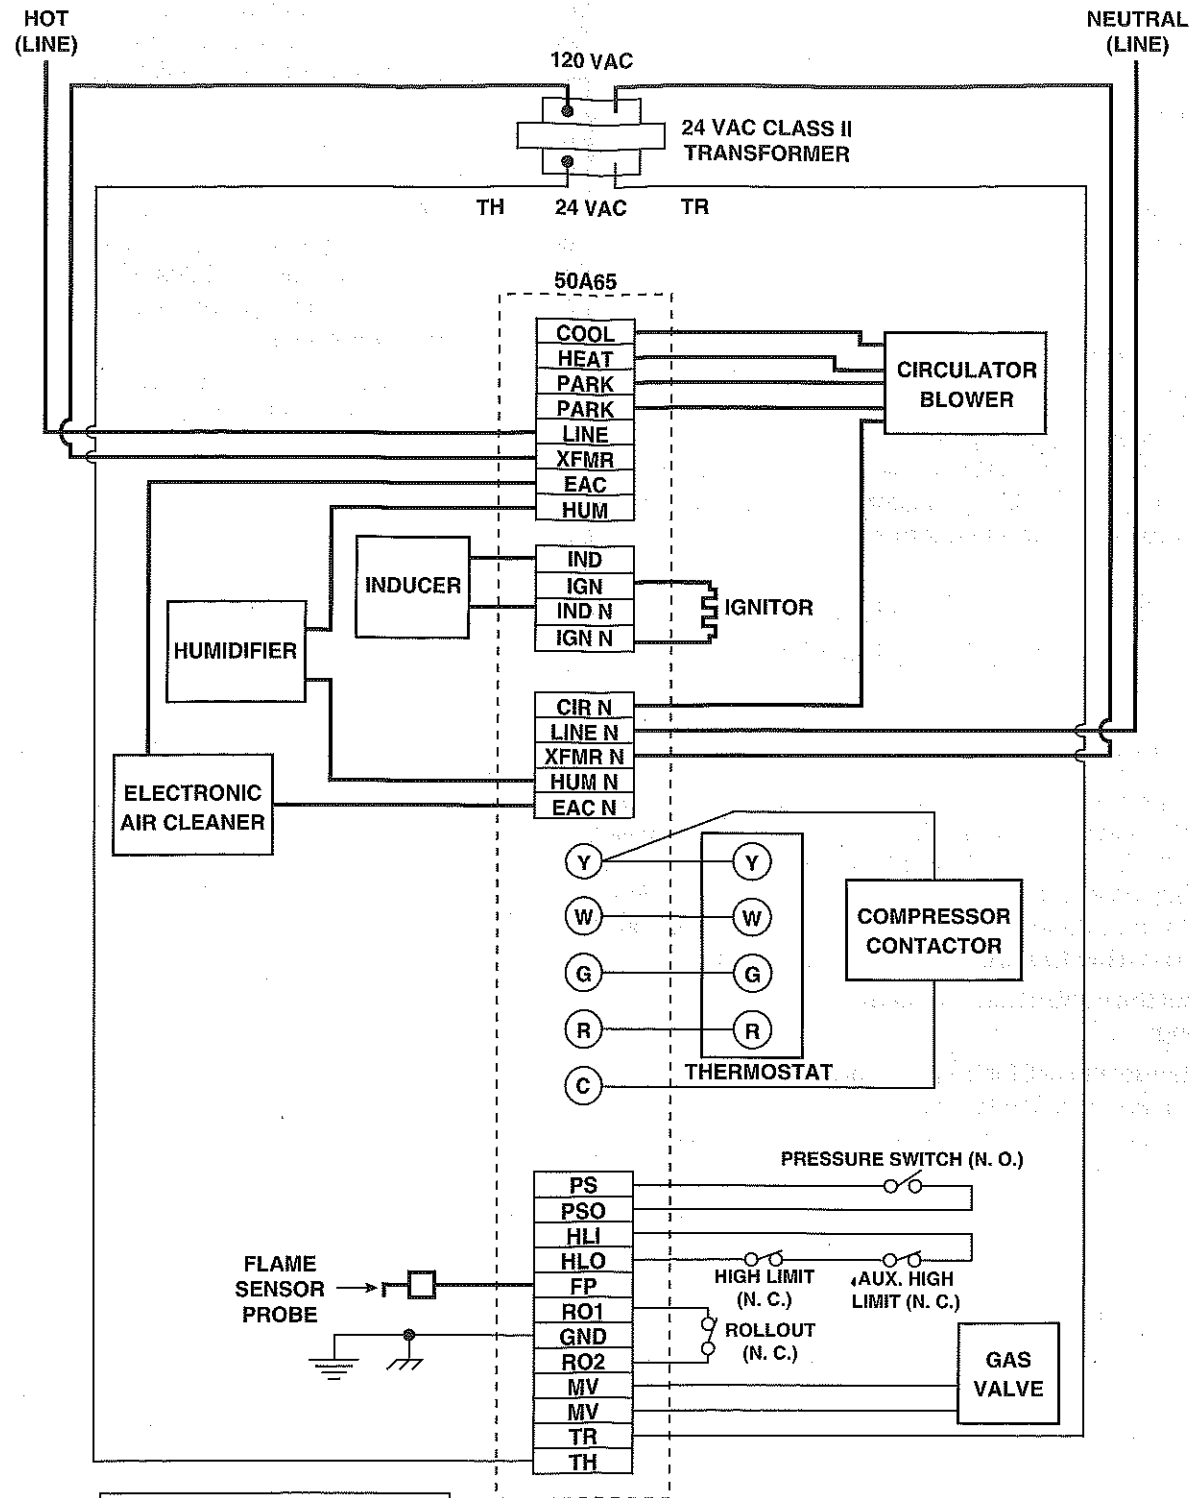 HOT
(LINE)
NEUTRAL
(LINE)
120 VAC
24 VAC CLASS II
TRANSFORMER
TH
24 VAC
TR
50A65
COOL
HEAT
PARK
PARK
LINE
XFMR
EAC
HUM
CIRCULATOR
BLOWER
IND
IGN
IND N
IGN N
INDUCER
IGNITOR
HUMIDIFIER
CIR N
LINE N
XFMR N
HUM N
EAC N
ELECTRONIC
AIR CLEANER
Y
W
G
R
C
Y
W
G
R
THERMOSTAT
COMPRESSOR
CONTACTOR
PRESSURE SWITCH (N. O.)
PS
PSO
HLI
HLO
FP
RO1
GND
RO2
MV
MV
TR
TH
FLAME
SENSOR
PROBE
HIGH LIMIT
(N. C.)
AUX. HIGH
LIMIT (N. C.)
ROLLOUT
(N. C.)
GAS
VALVE